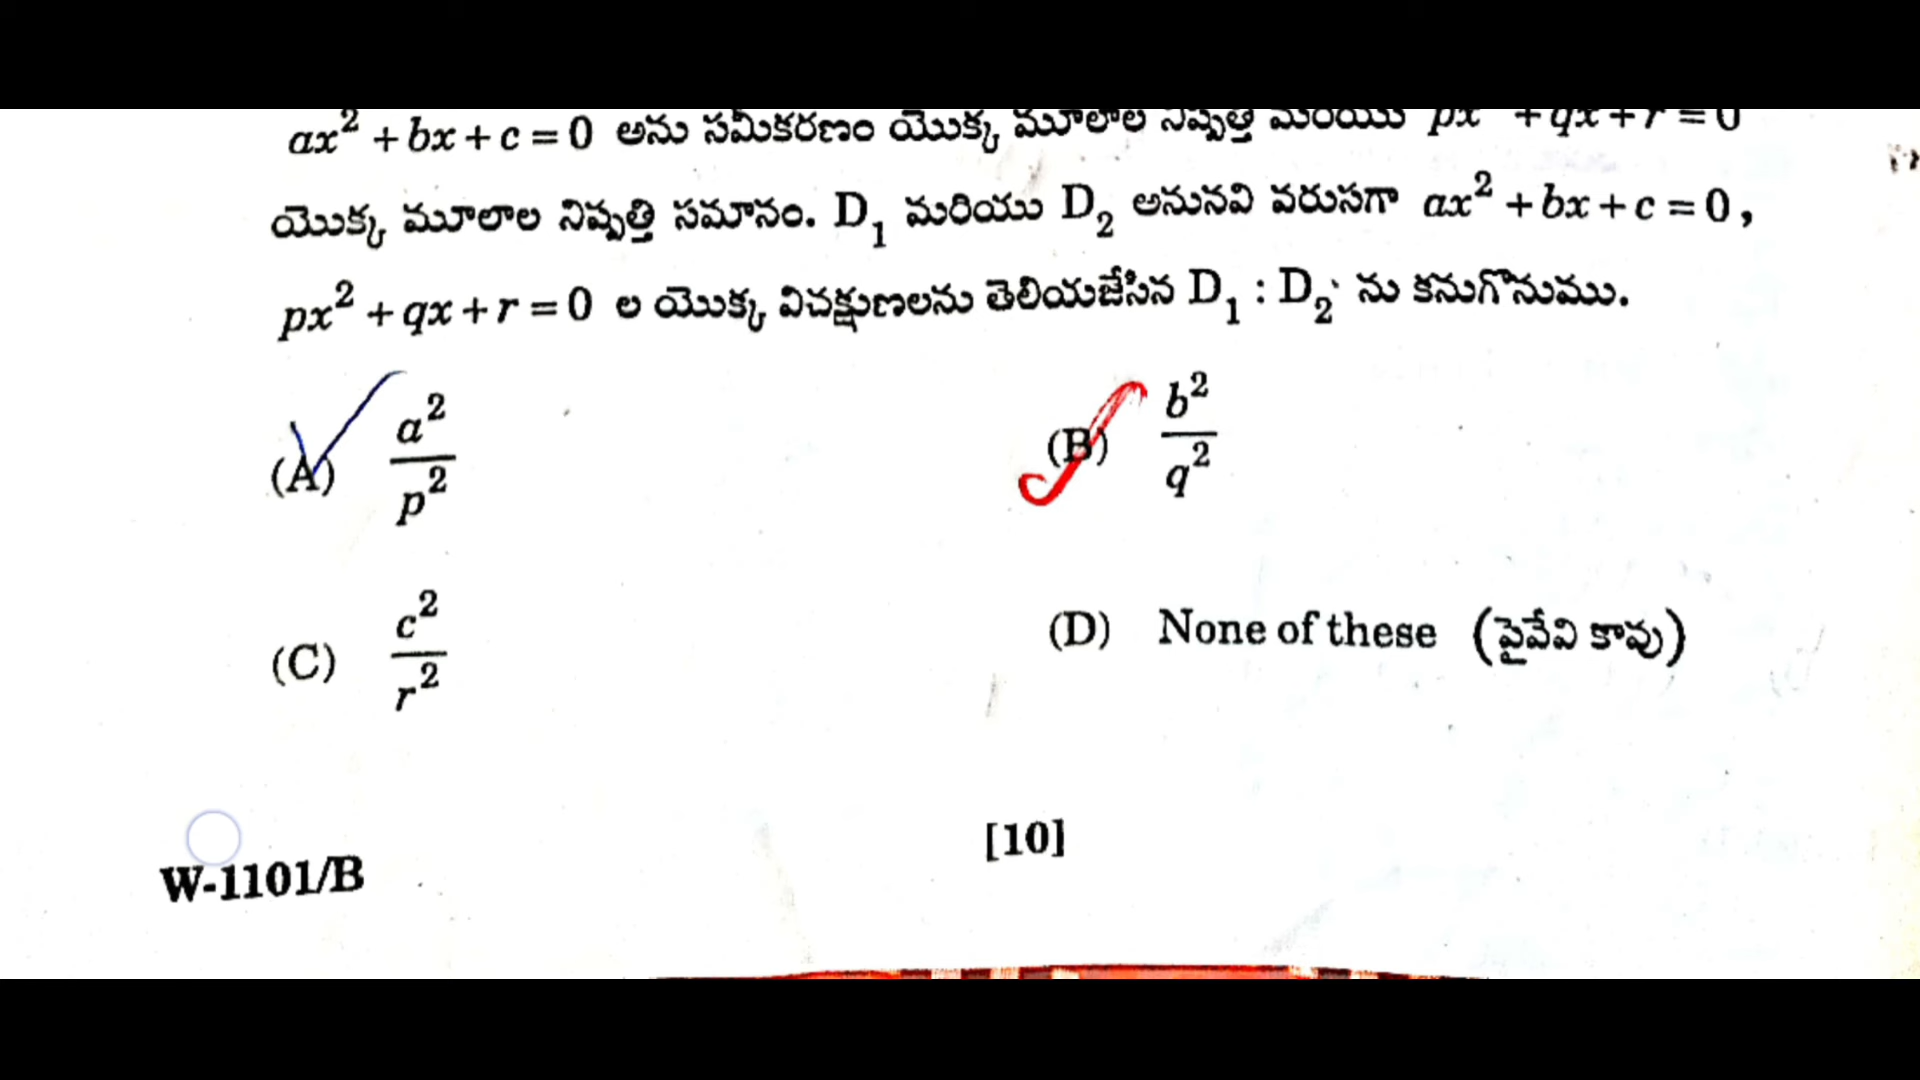 ax² + bx + c = 0 అను సమీకరణం యొక్క మూలాల నిష్పత్తి మరియు px² + qx + r = 0
యొక్క మూలాల నిష్పత్తి సమానం. D₁ మరియు D₂ అనునవి వరుసగా ax² + bx + c = 0,
px² + qx + r = 0 ల యొక్క విచక్షణలను తెలియజేసిన D₁ : D₂ ను కనుగొనుము.
(A) a²/p² (B) b²/q²
(C) c²/r² (D) None of these (పైవేవి కావు)
[10]
W-1101/B